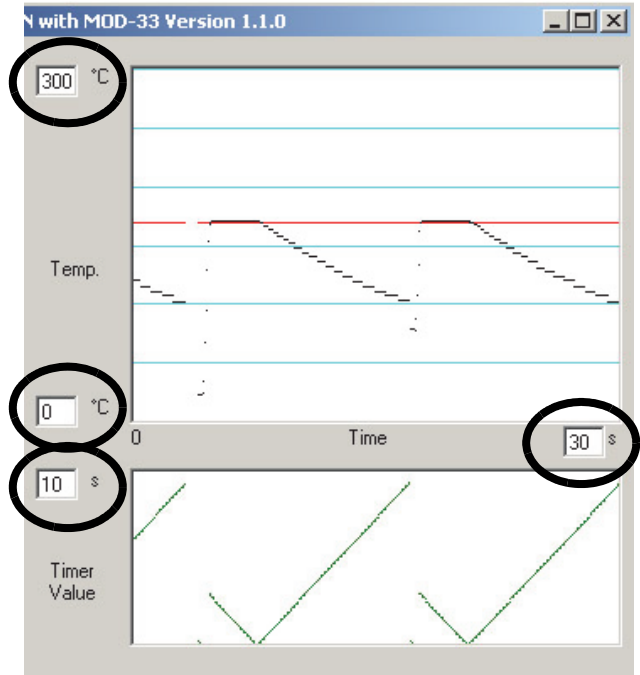 N with MOD-33 Version 1.1.0
300 °C
Temp.
0 °C
0 Time 30 s
10 s
Timer
Value